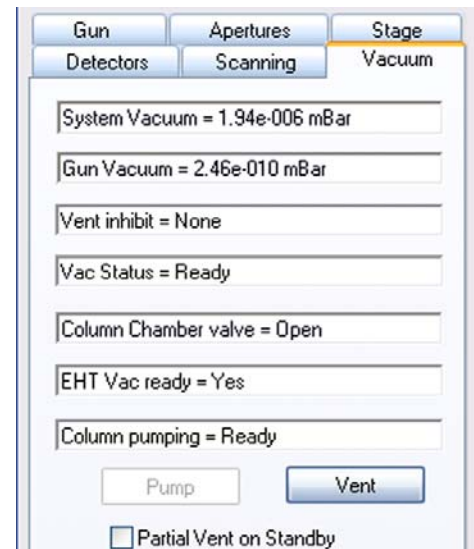 Gun Apertures Stage
Detectors Scanning Vacuum
System Vacuum = 1.94e-006 mBar
Gun Vacuum = 2.46e-010 mBar
Vent inhibit = None
Vac Status = Ready
Column Chamber valve = Open
EHT Vac ready = Yes
Column pumping = Ready
Pump Vent
Partial Vent on Standby